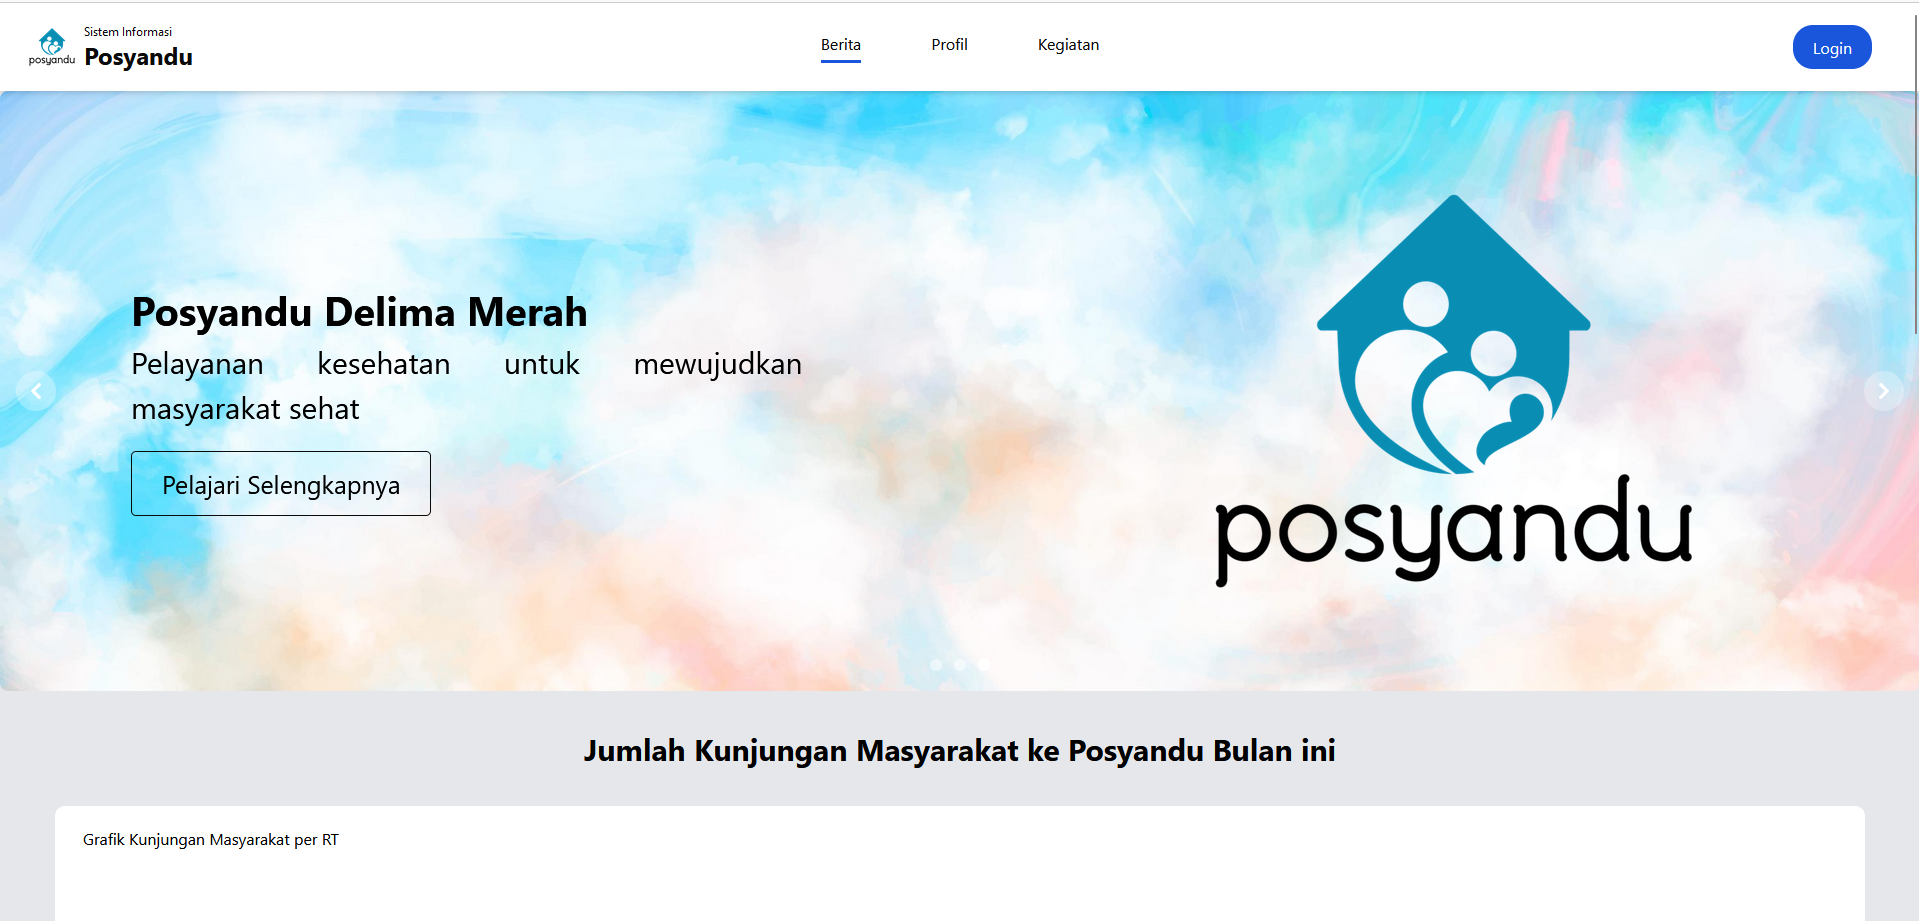 posyandu
Sistem Informasi
Posyandu
Berita
Profil
Kegiatan
Login
Posyandu Delima Merah
Pelayanan kesehatan untuk mewujudkan
masyarakat sehat
Pelajari Selengkapnya
posyandu
Jumlah Kunjungan Masyarakat ke Posyandu Bulan ini
Grafik Kunjungan Masyarakat per RT